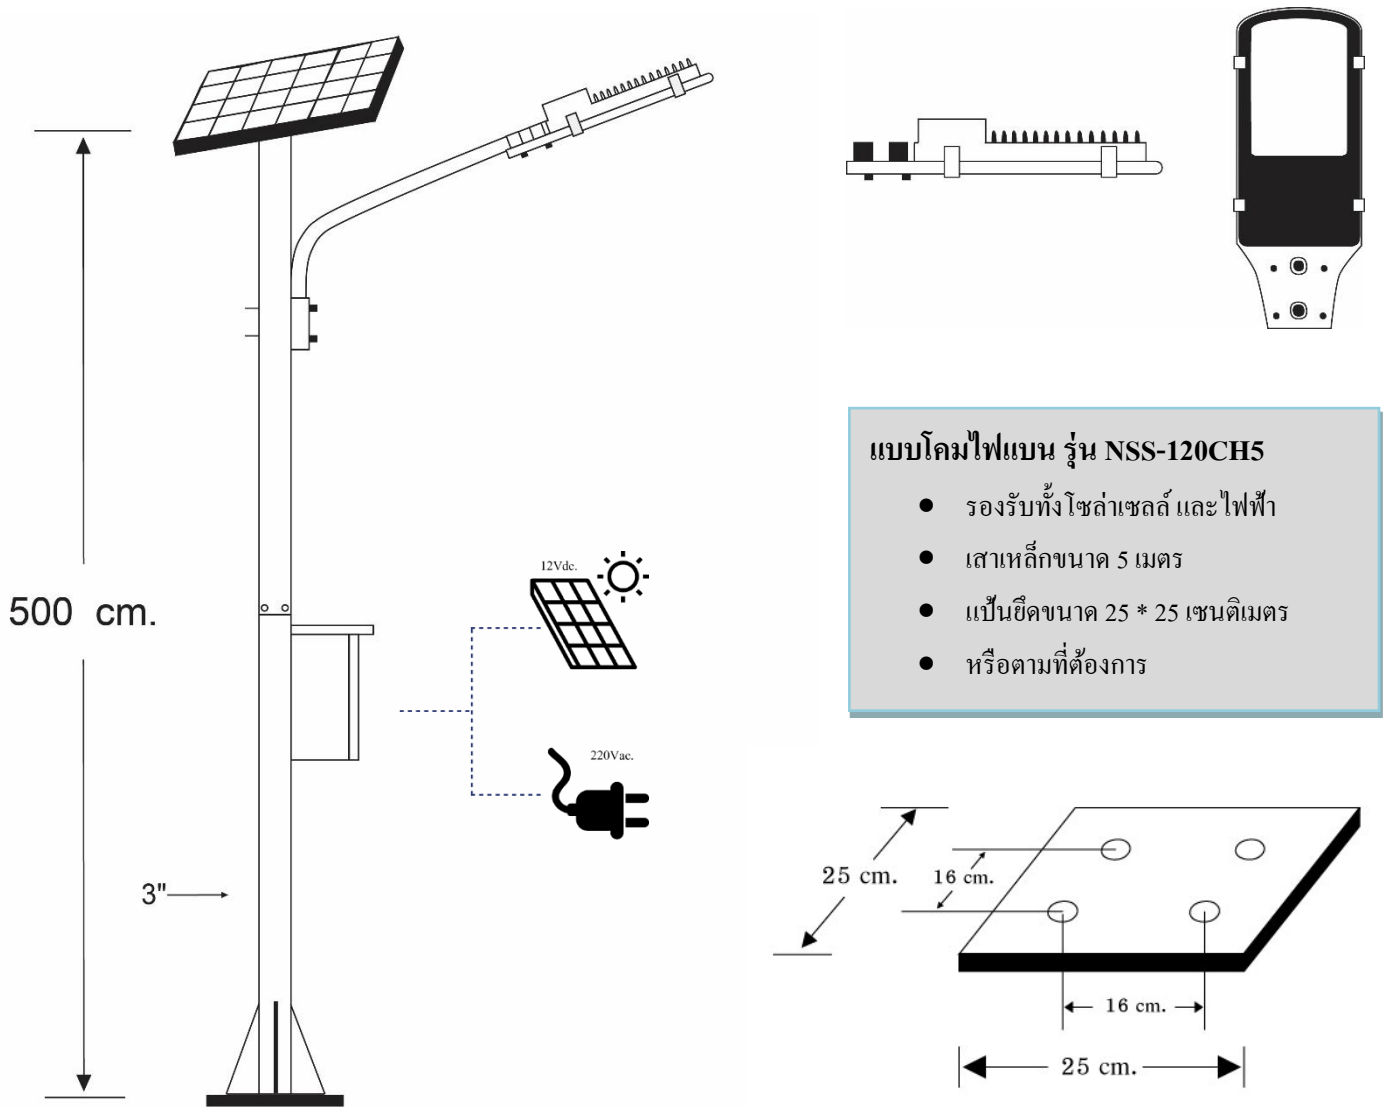 500 cm.
3"
12Vdc.
220Vac.
แบบโคมไฟแบน รุ่น NSS-120CH5
● รองรับทั้งโซล่าเซลล์ และไฟฟ้า
● เสาเหล็กขนาด 5 เมตร
● แป้นยึดขนาด 25 * 25 เซนติเมตร
● หรือตามที่ต้องการ
25 cm.
16 cm.
16 cm.
25 cm.